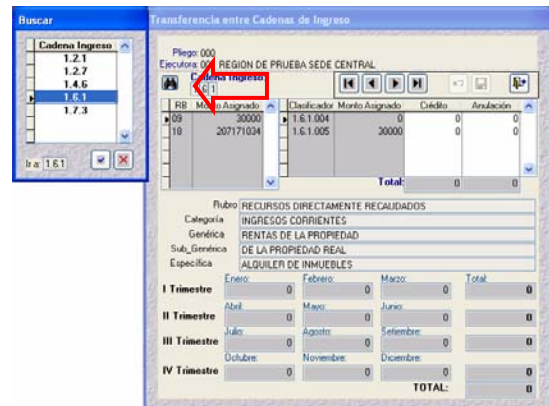 Buscar
Cadena Ingreso
1.2.1
1.2.7
1.4.6
1.6.1
1.7.3
Ir a: 1.6.1
Transferencia entre Cadenas de Ingreso
Pliego: 000
Ejecutora: 000 REGION DE PRUEBA SEDE CENTRAL
Cadena Ingreso:
1.6.1
RB Monto Asignado
09 30000
18 207171034
Clasificador Monto Asignado Crédito Anulación
1.6.1.004 0 0 0
1.6.1.005 30000 0 0
Total: 0 0
Rubro RECURSOS DIRECTAMENTE RECAUDADOS
Categoría INGRESOS CORRIENTES
Genérica RENTAS DE LA PROPIEDAD
Sub_Genérica DE LA PROPIEDAD REAL
Específica ALQUILER DE INMUEBLES
Enero: Febrero: Marzo: Total:
I Trimestre 0 0 0 0
Abril: Mayo: Junio:
II Trimestre 0 0 0 0
Julio: Agosto: Setiembre:
III Trimestre 0 0 0 0
Octubre: Noviembre: Diciembre:
IV Trimestre 0 0 0 0
TOTAL: 0